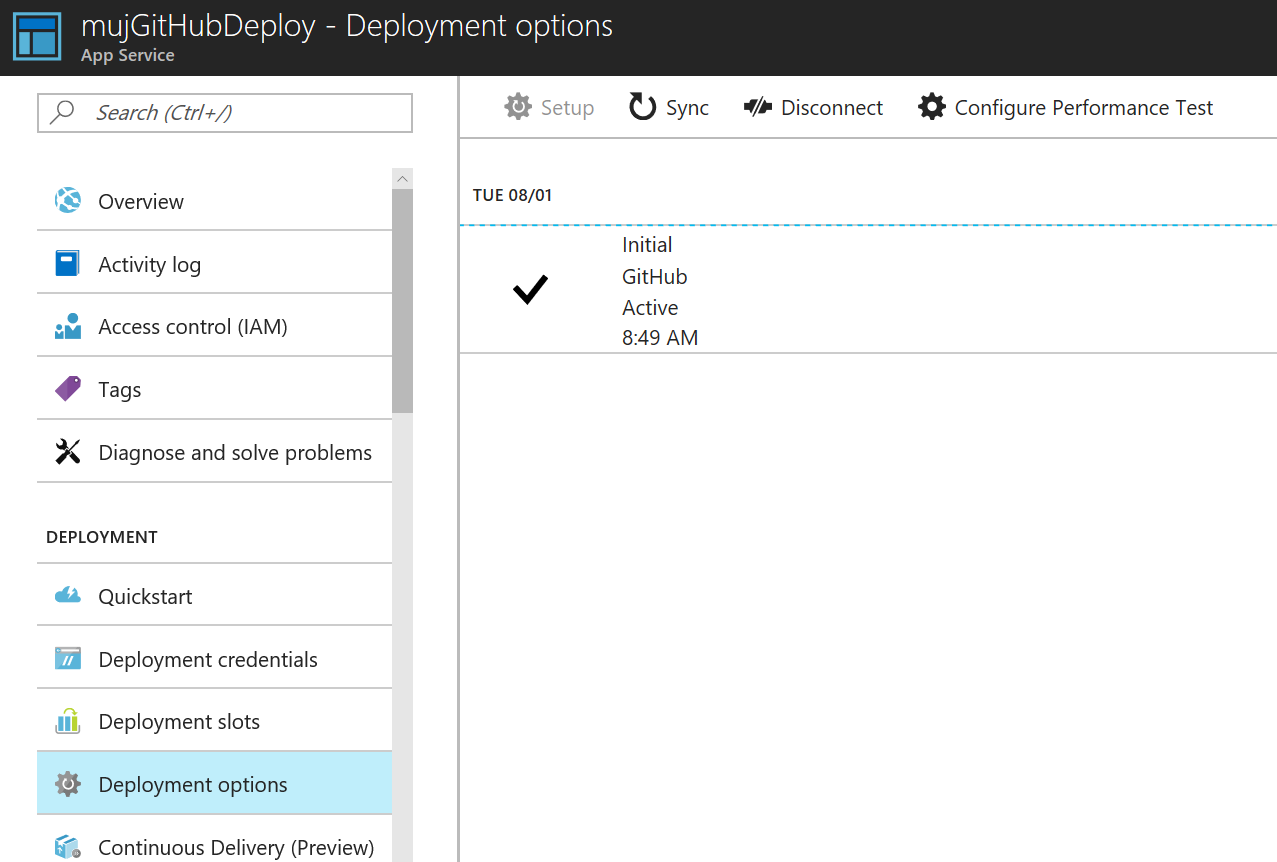 mujGitHubDeploy - Deployment options
App Service
Search (Ctrl+/)
Overview
Activity log
Access control (IAM)
Tags
Diagnose and solve problems
DEPLOYMENT
Quickstart
Deployment credentials
Deployment slots
Deployment options
Continuous Delivery (Preview)
Setup Sync Disconnect Configure Performance Test
TUE 08/01
Initial
GitHub
Active
8:49 AM